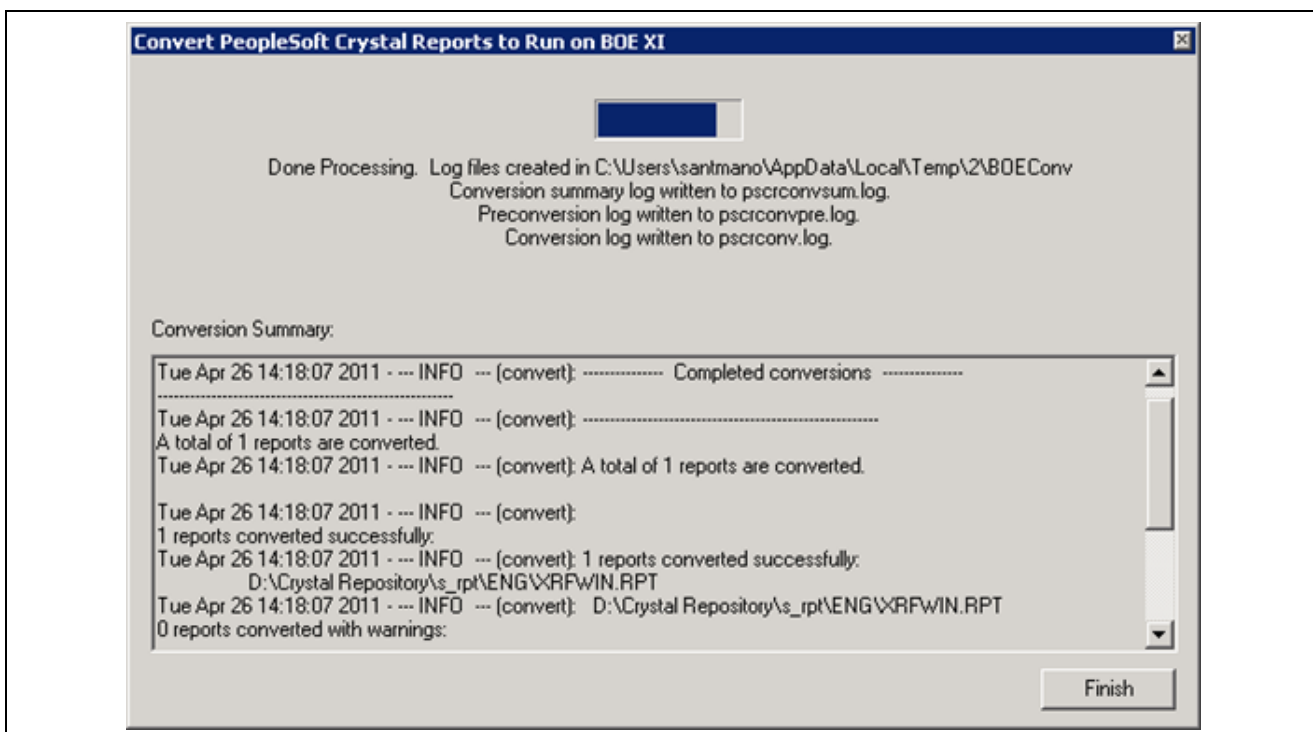 Convert PeopleSoft Crystal Reports to Run on BOE XI
Done Processing. Log files created in C:\Users\santmano\AppData\Local\Temp\2\BOEConv
Conversion summary log written to pscrconvsum.log.
Preconversion log written to pscrconvpre.log.
Conversion log written to pscrconv.log.
Conversion Summary:
Tue Apr 26 14:18:07 2011 - --- INFO --- (convert): --------------- Completed conversions ---------------
-------------------------------------------------------
Tue Apr 26 14:18:07 2011 - --- INFO --- (convert): -------------------------------------------------------
A total of 1 reports are converted.
Tue Apr 26 14:18:07 2011 - --- INFO --- (convert): A total of 1 reports are converted.
Tue Apr 26 14:18:07 2011 - --- INFO --- (convert):
1 reports converted successfully:
Tue Apr 26 14:18:07 2011 - --- INFO --- (convert): 1 reports converted successfully:
D:\Crystal Repository\s_rpt\ENG\XRFWIN.RPT
Tue Apr 26 14:18:07 2011 - --- INFO --- (convert): D:\Crystal Repository\s_rpt\ENG\XRFWIN.RPT
0 reports converted with warnings:
Finish